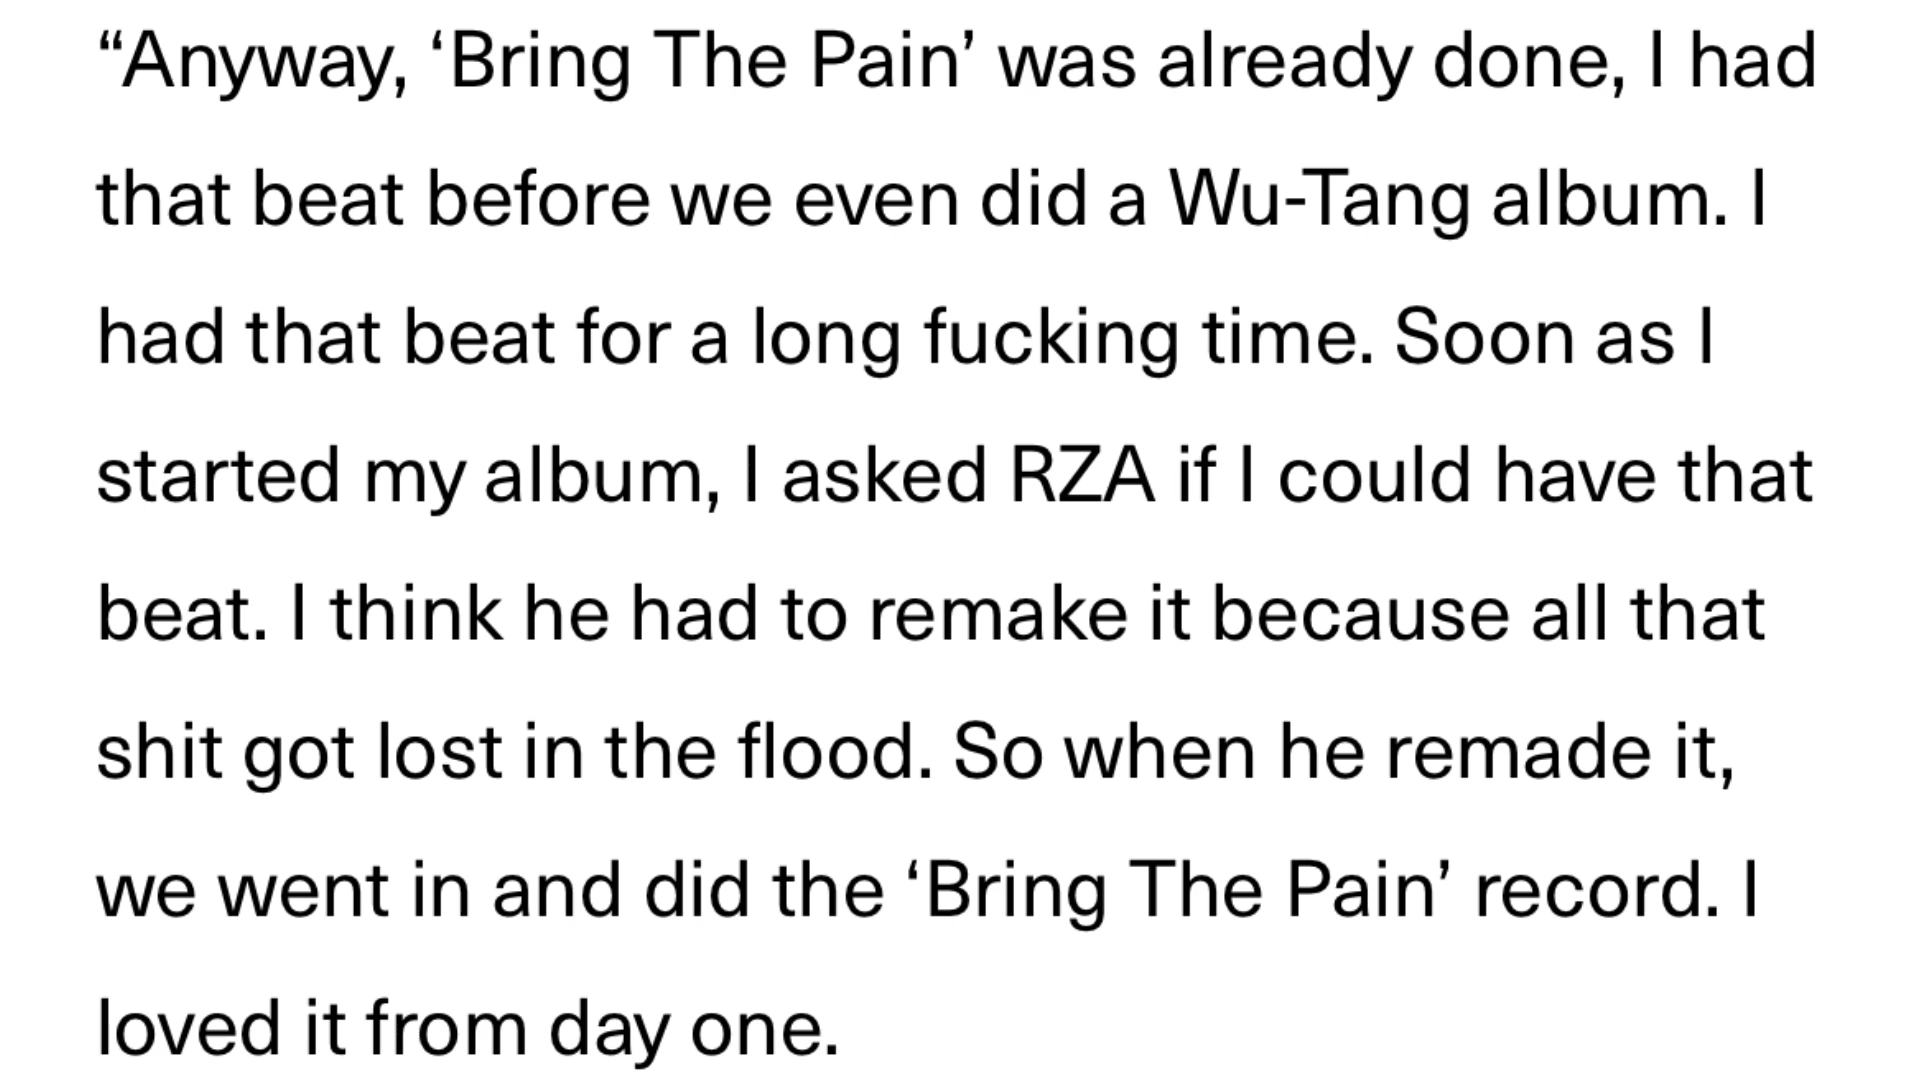 “Anyway, ‘Bring The Pain’ was already done, I had
that beat before we even did a Wu-Tang album. I
had that beat for a long fucking time. Soon as I
started my album, I asked RZA if I could have that
beat. I think he had to remake it because all that
shit got lost in the flood. So when he remade it,
we went in and did the ‘Bring The Pain’ record. I
loved it from day one.